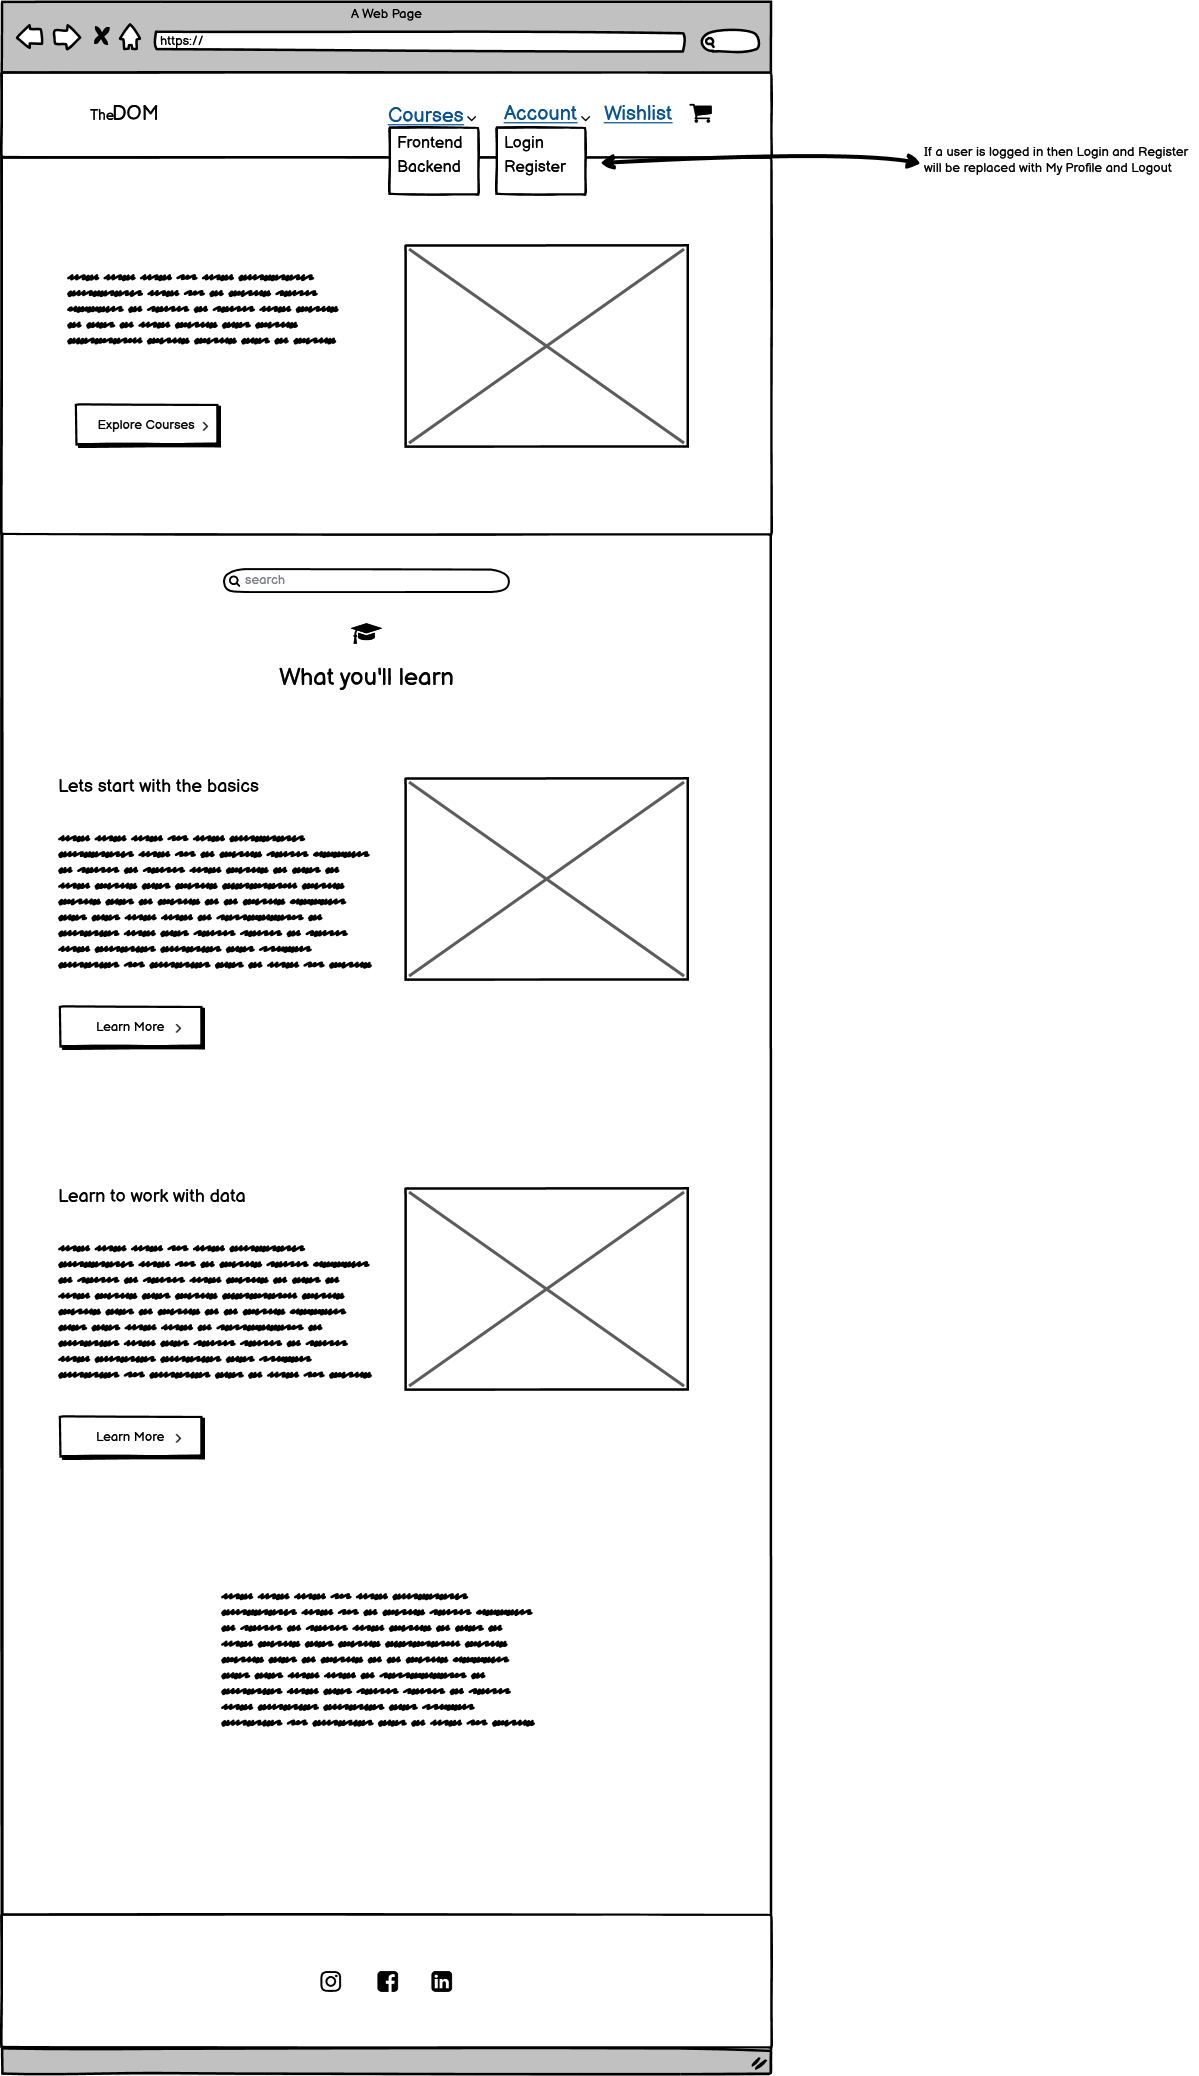 A Web Page
https://
TheDOM
Courses Account Wishlist
Frontend Login
Backend Register
If a user is logged in then Login and Register
will be replaced with My Profile and Logout
Explore Courses
search
What you'll learn
Lets start with the basics
Learn More
Learn to work with data
Learn More